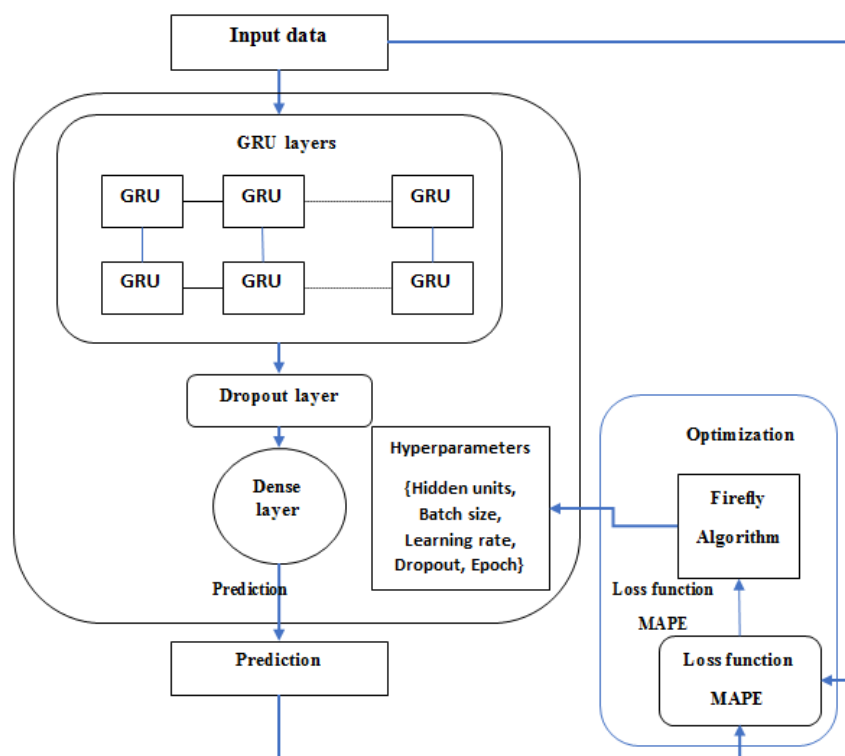 Input data
GRU layers
GRU
GRU
GRU
GRU
GRU
GRU
Dropout layer
Dense
layer
Prediction
Prediction
Hyperparameters
{Hidden units,
Batch size,
Learning rate,
Dropout, Epoch}
Optimization
Firefly
Algorithm
Loss function
MAPE
Loss function
MAPE